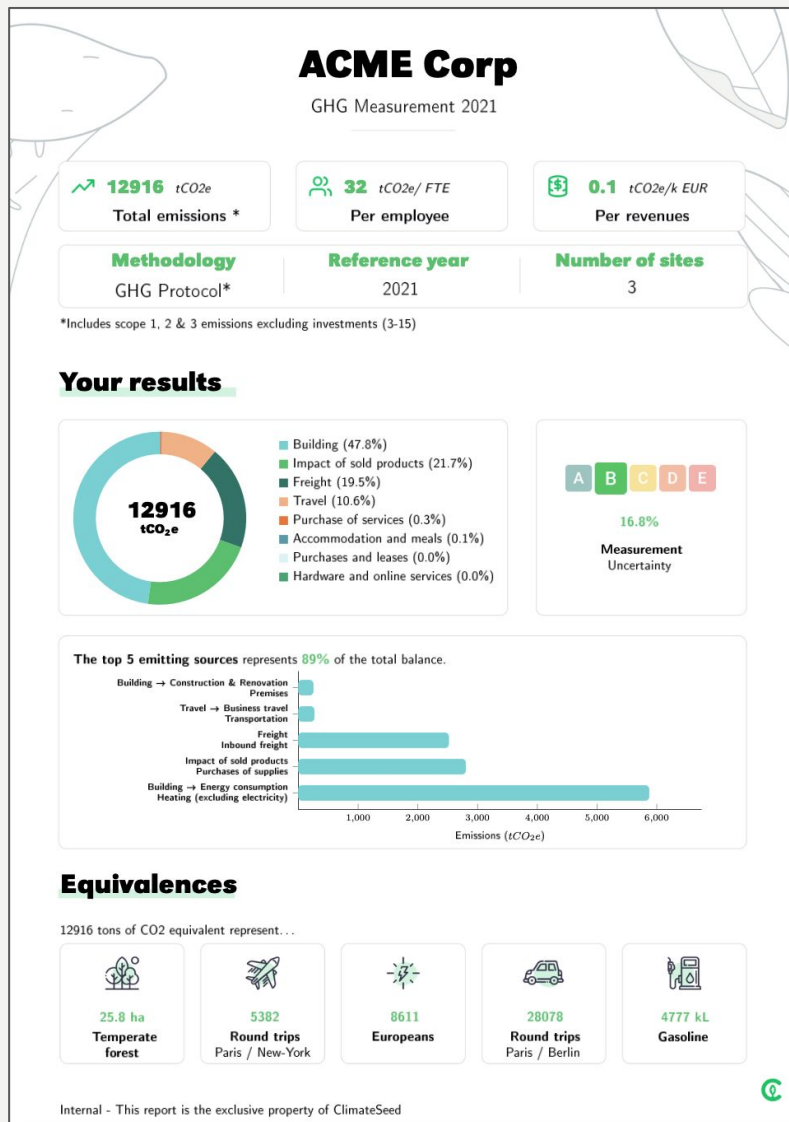 ACME Corp
GHG Measurement 2021
12916 tCO2e
Total emissions *
32 tCO2e/ FTE
Per employee
$
0.1 tCO2e/k EUR
Per revenues
Methodology
GHG Protocol*
Reference year
2021
Number of sites
3
*Includes scope 1, 2 & 3 emissions excluding investments (3-15)
Your results
12916
tCO₂e
Building (47.8%)
Impact of sold products (21.7%)
Freight (19.5%)
Travel (10.6%)
Purchase of services (0.3%)
Accommodation and meals (0.1%)
Purchases and leases (0.0%)
Hardware and online services (0.0%)
A B C D E
16.8%
Measurement
Uncertainty
The top 5 emitting sources represents 89% of the total balance.
Building → Construction & Renovation
Premises
Travel → Business travel
Transportation
Freight
Inbound freight
Impact of sold products
Purchases of supplies
Building → Energy consumption
Heating (excluding electricity)
1,000 2,000 3,000 4,000 5,000 6,000
Emissions (tCO₂e)
Equivalences
12916 tons of CO2 equivalent represent...
25.8 ha
Temperate
forest
5382
Round trips
Paris / New-York
8611
Europeans
28078
Round trips
Paris / Berlin
4777 kL
Gasoline
Internal - This report is the exclusive property of ClimateSeed